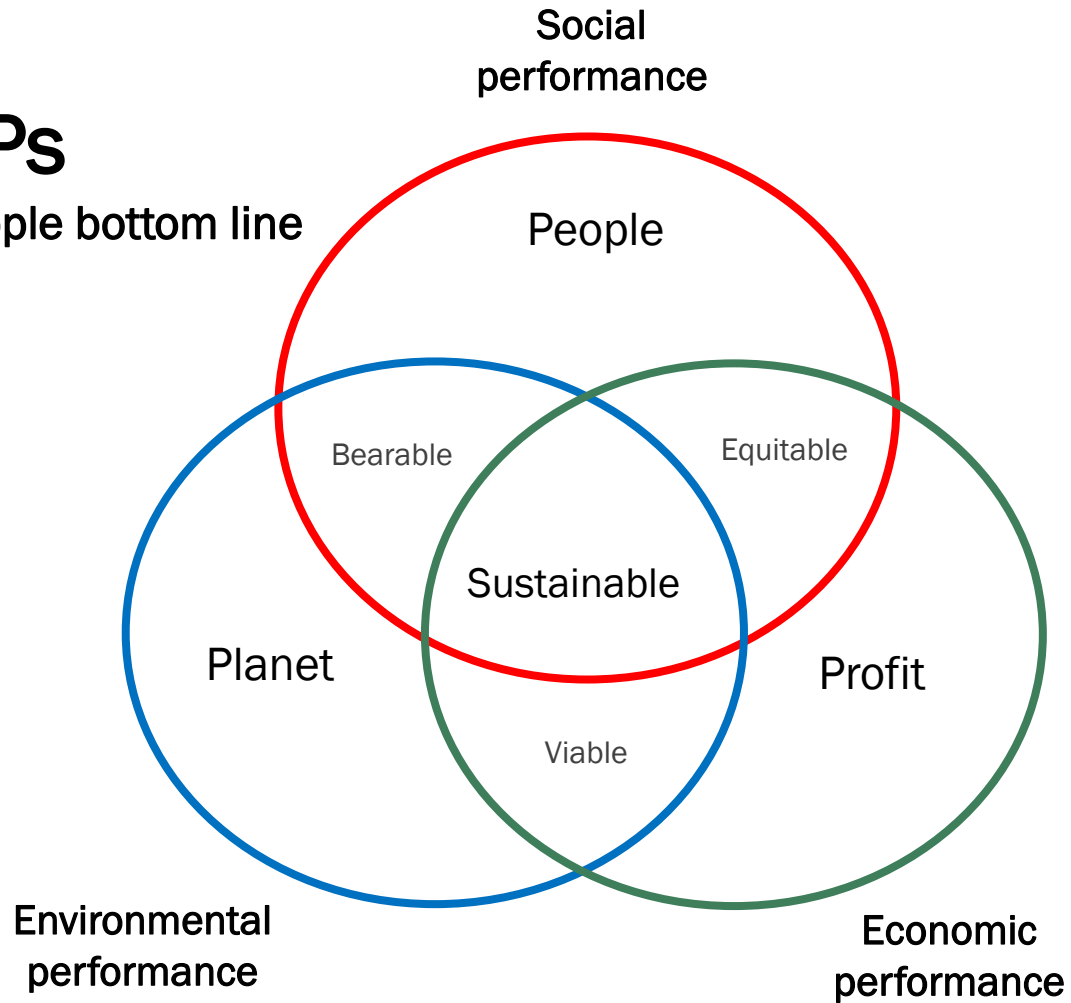 Social
performance
Ps
ple bottom line
People
Bearable
Equitable
Sustainable
Planet
Profit
Viable
Environmental
performance
Economic
performance